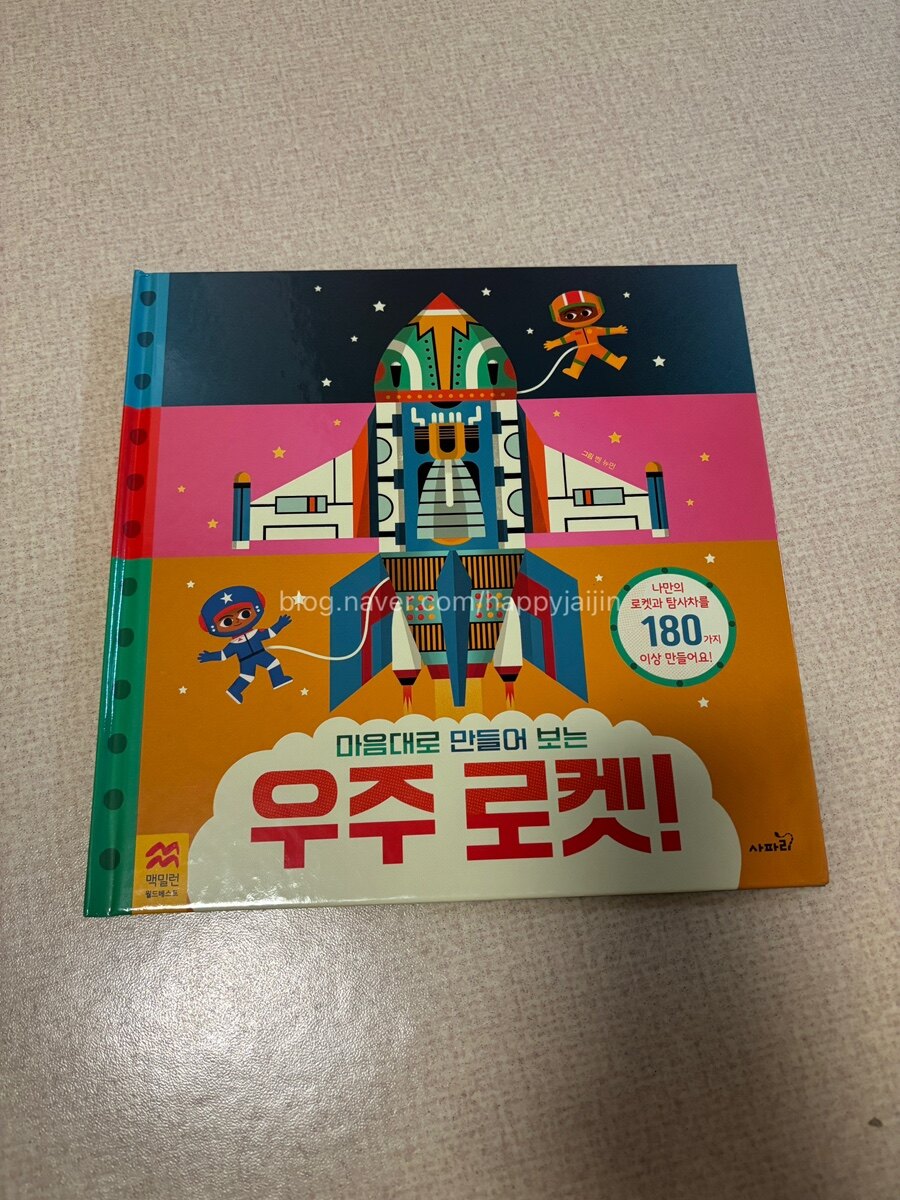 그림 벤 뉴먼
나만의
로켓과 탐사차를
180가지
이상 만들어요!
blog.naver.com/happyjaijin
마음대로 만들어 보는
우주 로켓!
맥밀런
월드베스트
사파리